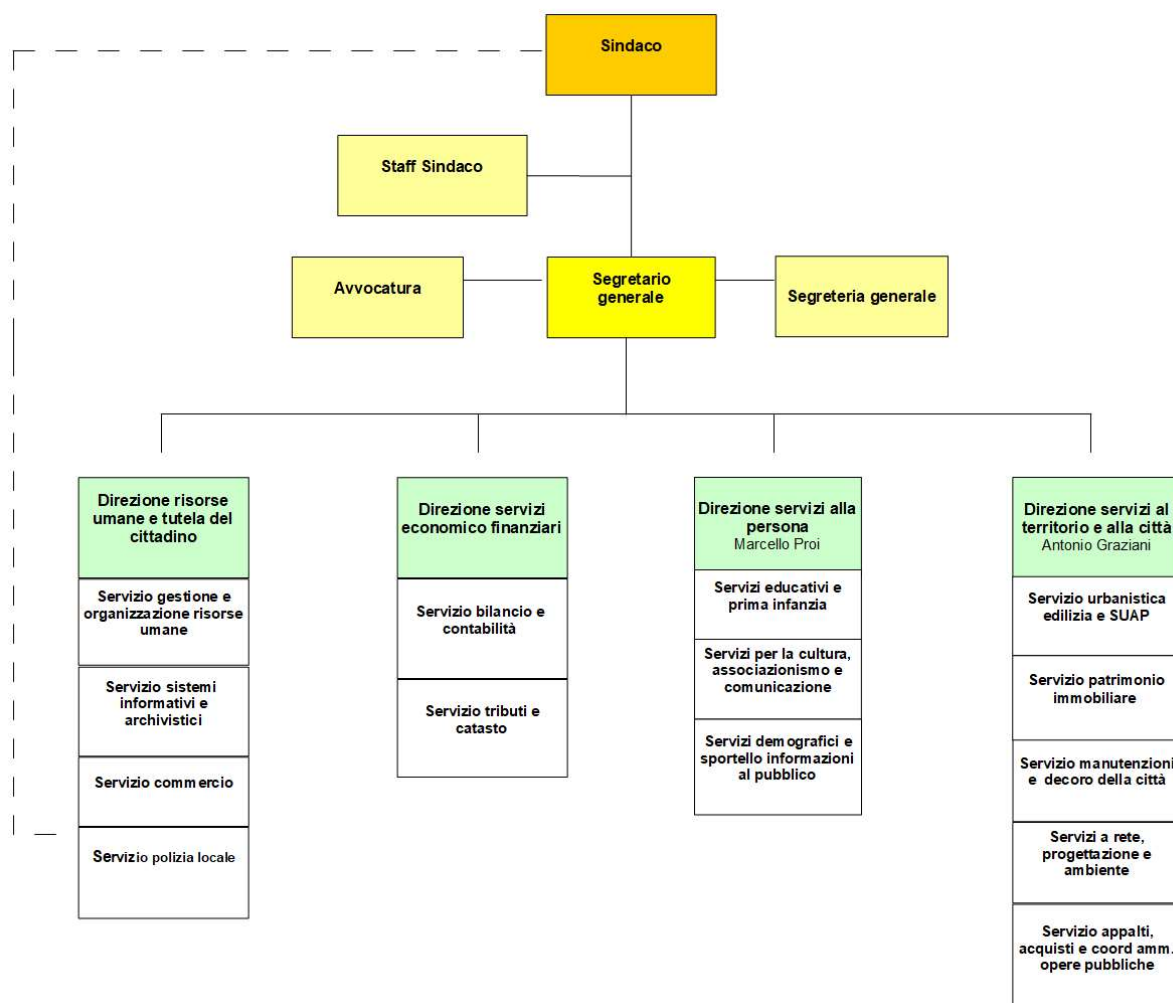 Sindaco
Staff Sindaco
Avvocatura
Segretario
generale
Segreteria generale
Direzione risorse
umane e tutela del
cittadino
Servizio gestione e
organizzazione risorse
umane
Servizio sistemi
informativi e
archivistici
Servizio commercio
Servizio polizia locale
Direzione servizi
economico finanziari
Servizio bilancio e
contabilità
Servizio tributi e
catasto
Direzione servizi alla
persona
Marcello Proi
Servizi educativi e
prima infanzia
Servizi per la cultura,
associazionismo e
comunicazione
Servizi demografici e
sportello informazioni
al pubblico
Direzione servizi al
territorio e alla città
Antonio Graziani
Servizio urbanistica
edilizia e SUAP
Servizio patrimonio
immobiliare
Servizio manutenzioni
e decoro della città
Servizi a rete,
progettazione e
ambiente
Servizio appalti,
acquisti e coord amm.
opere pubbliche